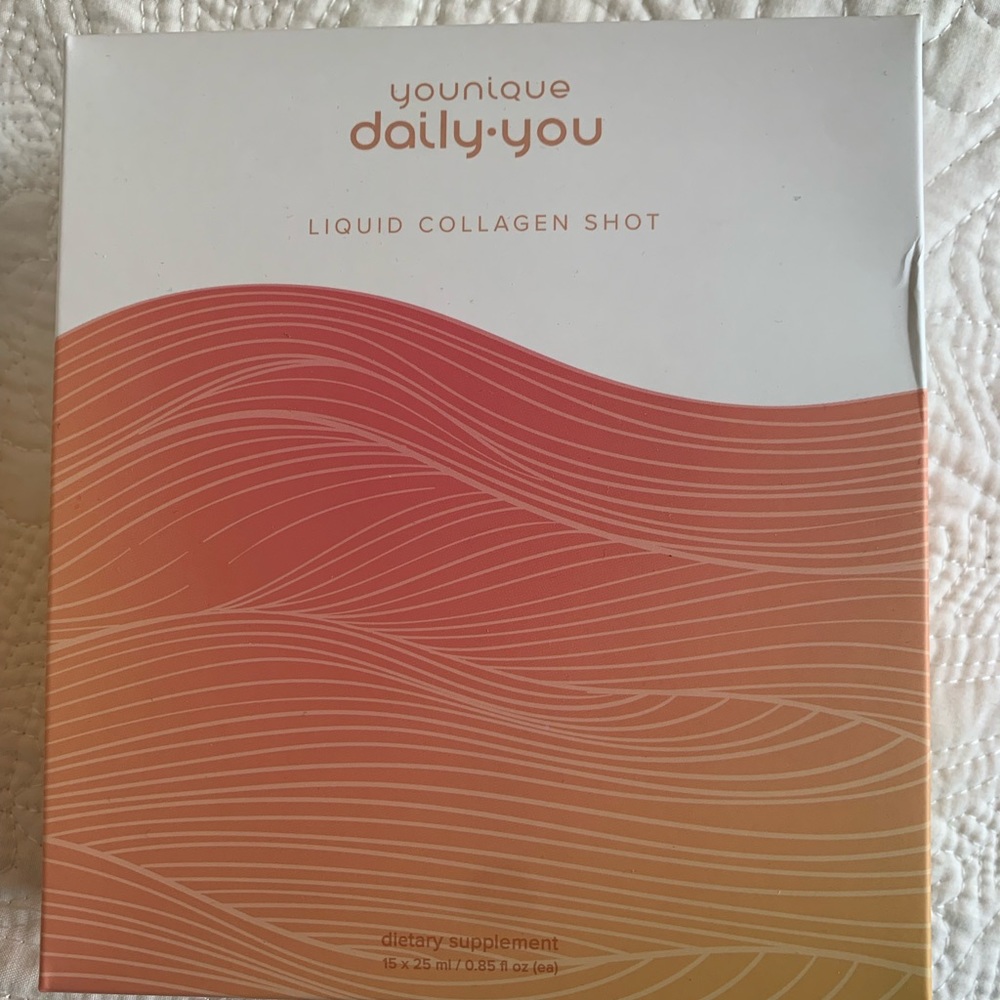 younique
daily·you
LIQUID COLLAGEN SHOT
dietary supplement
15 x 25 ml / 0.85 fl oz (ea)